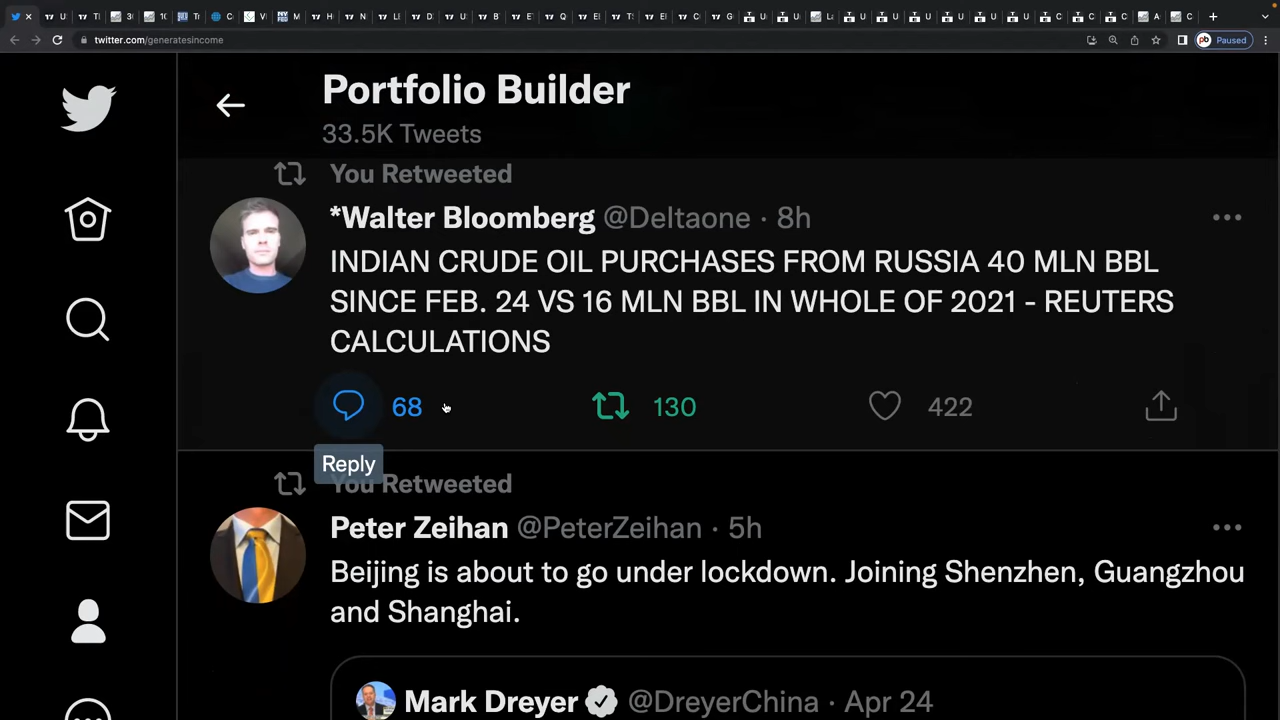 twitter.com/generatesincome
Paused
Portfolio Builder
33.5K Tweets
You Retweeted
*Walter Bloomberg @Deltaone · 8h
INDIAN CRUDE OIL PURCHASES FROM RUSSIA 40 MLN BBL
SINCE FEB. 24 VS 16 MLN BBL IN WHOLE OF 2021 - REUTERS
CALCULATIONS
68 130 422
Reply
You Retweeted
Peter Zeihan @PeterZeihan · 5h
Beijing is about to go under lockdown. Joining Shenzhen, Guangzhou
and Shanghai.
Mark Dreyer @DreyerChina · Apr 24